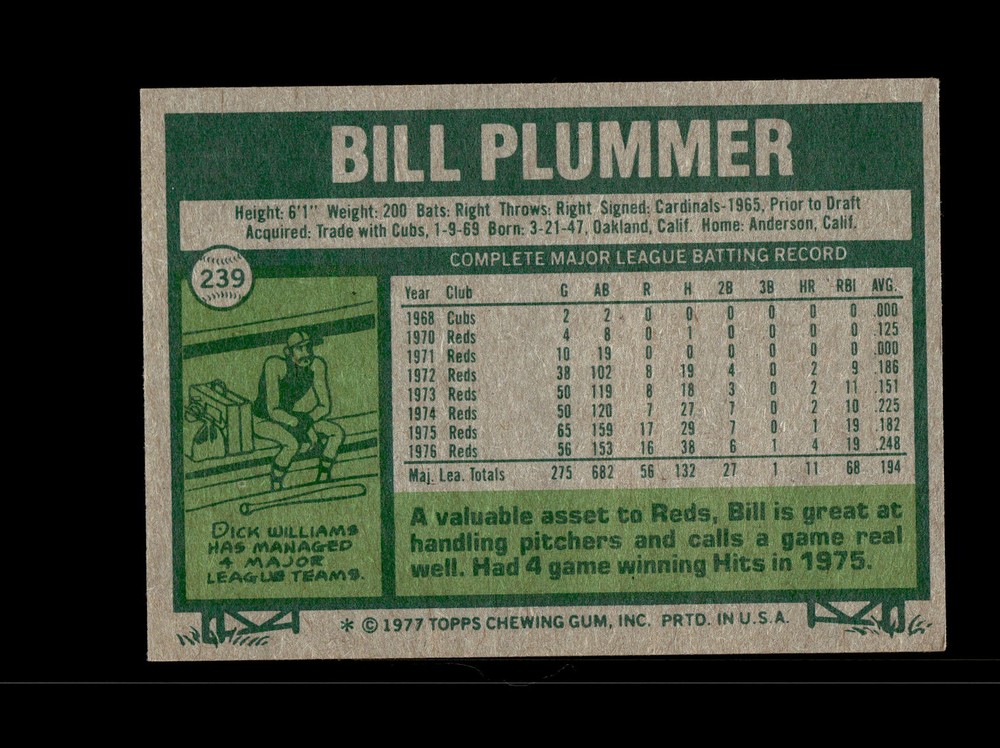 BILL PLUMMER
Height: 6'1" Weight: 200 Bats: Right Throws: Right Signed: Cardinals-1965, Prior to Draft
Acquired: Trade with Cubs, 1-9-69 Born: 3-21-47, Oakland, Calif. Home: Anderson, Calif.
239
COMPLETE MAJOR LEAGUE BATTING RECORD
Year Club G AB R H 2B 3B HR RBI AVG.
1968 Cubs 2 2 0 0 0 0 0 0 .000
1970 Reds 4 8 0 1 0 0 0 0 .125
1971 Reds 10 19 0 0 0 0 0 0 .000
1972 Reds 38 102 8 19 4 0 2 9 .186
1973 Reds 50 119 8 18 3 0 2 11 .151
1974 Reds 50 120 7 27 7 0 2 10 .225
1975 Reds 65 159 17 29 7 0 1 19 .182
1976 Reds 56 153 16 38 6 1 4 19 .248
Maj. Lea. Totals 275 682 56 132 27 1 11 68 194
DICK WILLIAMS
HAS MANAGED
4 MAJOR
LEAGUE TEAMS.
A valuable asset to Reds, Bill is great at
handling pitchers and calls a game real
well. Had 4 game winning Hits in 1975.
* © 1977 TOPPS CHEWING GUM, INC. PRTD. IN U.S.A.